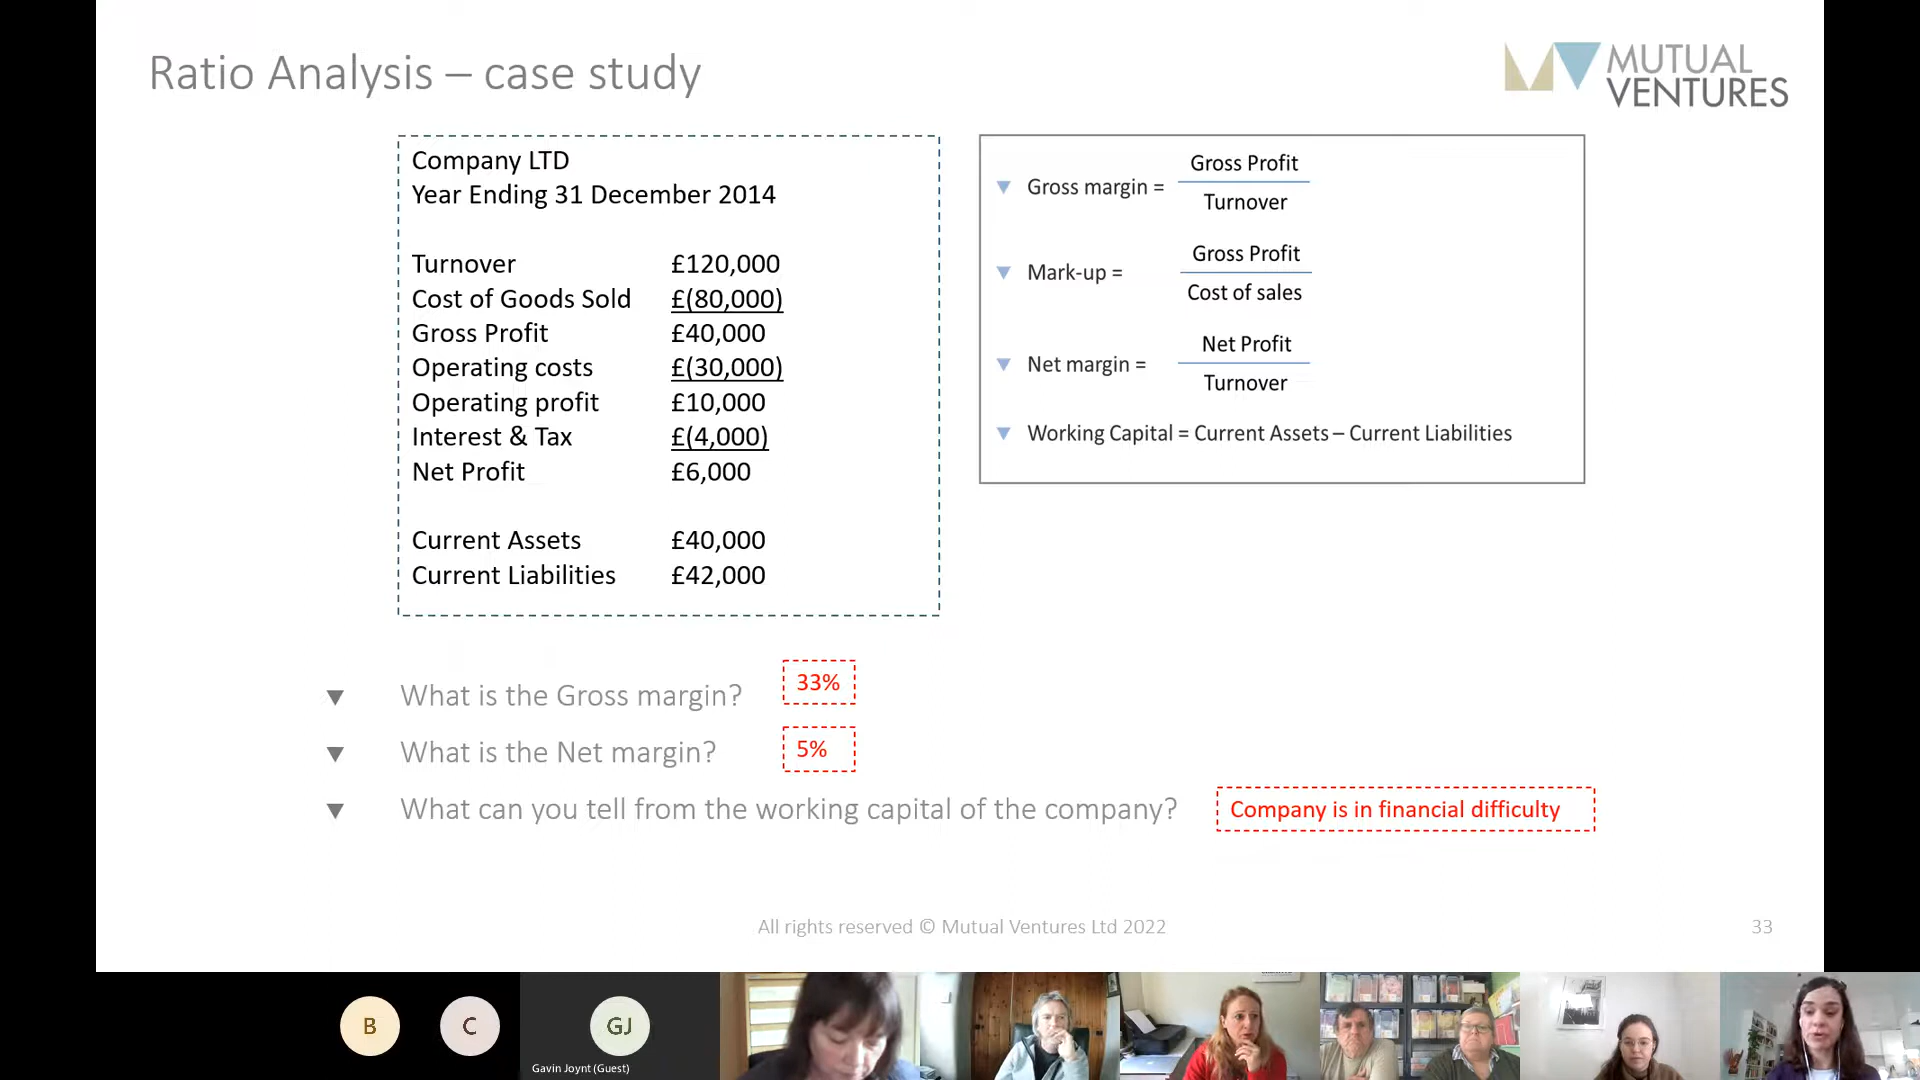 Ratio Analysis – case study
MUTUAL
VENTURES
Company LTD
Year Ending 31 December 2014
Turnover £120,000
Cost of Goods Sold £(80,000)
Gross Profit £40,000
Operating costs £(30,000)
Operating profit £10,000
Interest & Tax £(4,000)
Net Profit £6,000
Current Assets £40,000
Current Liabilities £42,000
Gross Profit
Gross margin =
Turnover
Gross Profit
Mark-up =
Cost of sales
Net Profit
Net margin =
Turnover
Working Capital = Current Assets – Current Liabilities
What is the Gross margin? 33%
What is the Net margin? 5%
What can you tell from the working capital of the company? Company is in financial difficulty
All rights reserved © Mutual Ventures Ltd 2022
33
B
C
GJ
Gavin Joynt (Guest)